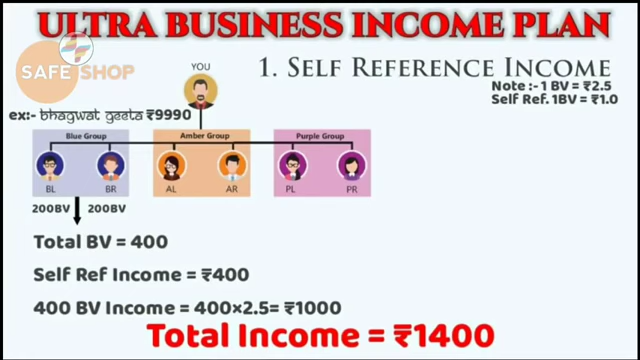 ULTRA BUSINESS INCOME PLAN
SAFE SHOP
YOU
1. SELF REFERENCE INCOME
Note :- 1 BV = ₹2.5
Self Ref. 1BV = ₹1.0
ex:- bhagwat geeta ₹9990
Blue Group
Amber Group
Purple Group
BL BR AL AR PL PR
200BV 200BV
Total BV = 400
Self Ref Income = ₹400
400 BV Income = 400×2.5= ₹1000
Total Income = ₹1400